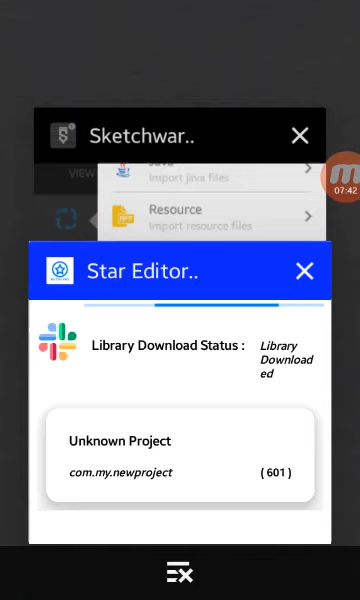 Sketchwar..
VIEW
Java
Import java files
07:42
Resource
Import resource files
Star Editor..
Library Download Status :
Library
Download
ed
Unknown Project
com.my.newproject
( 601 )